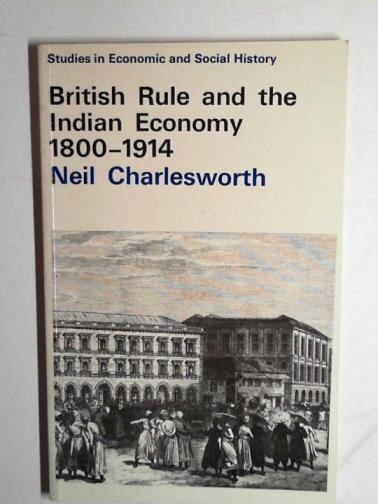 Studies in Economic and Social History
British Rule and the
Indian Economy
1800–1914
Neil Charlesworth